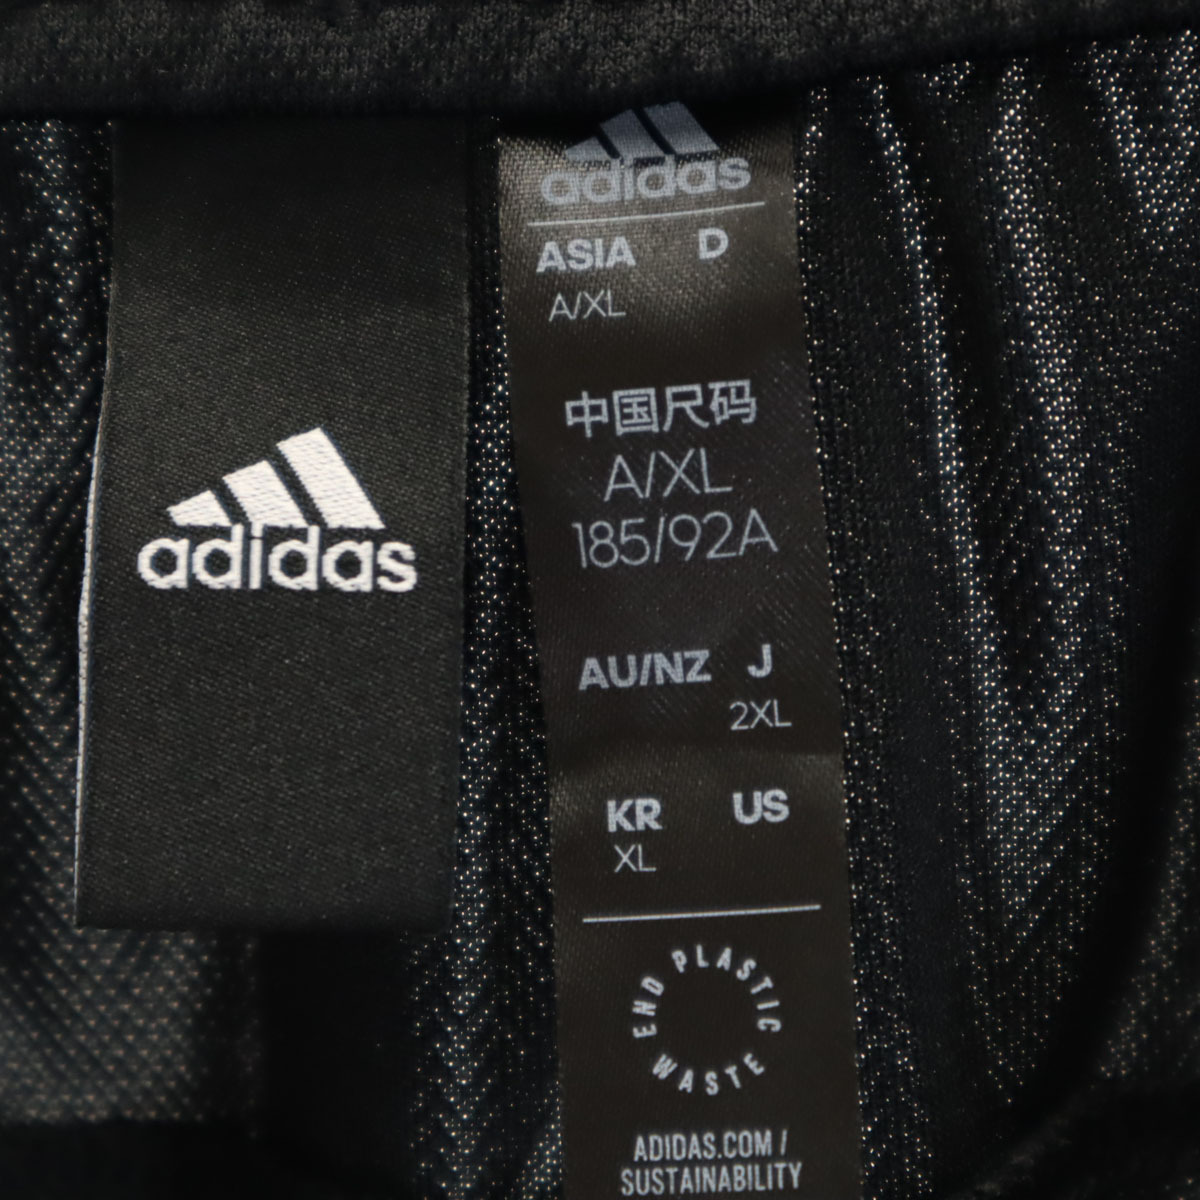 adidas
adidas
ASIA D
A/XL
中国尺码
A/XL
185/92A
AU/NZ J
2XL
KR US
XL
END PLASTIC WASTE
ADIDAS.COM /
SUSTAINABILITY